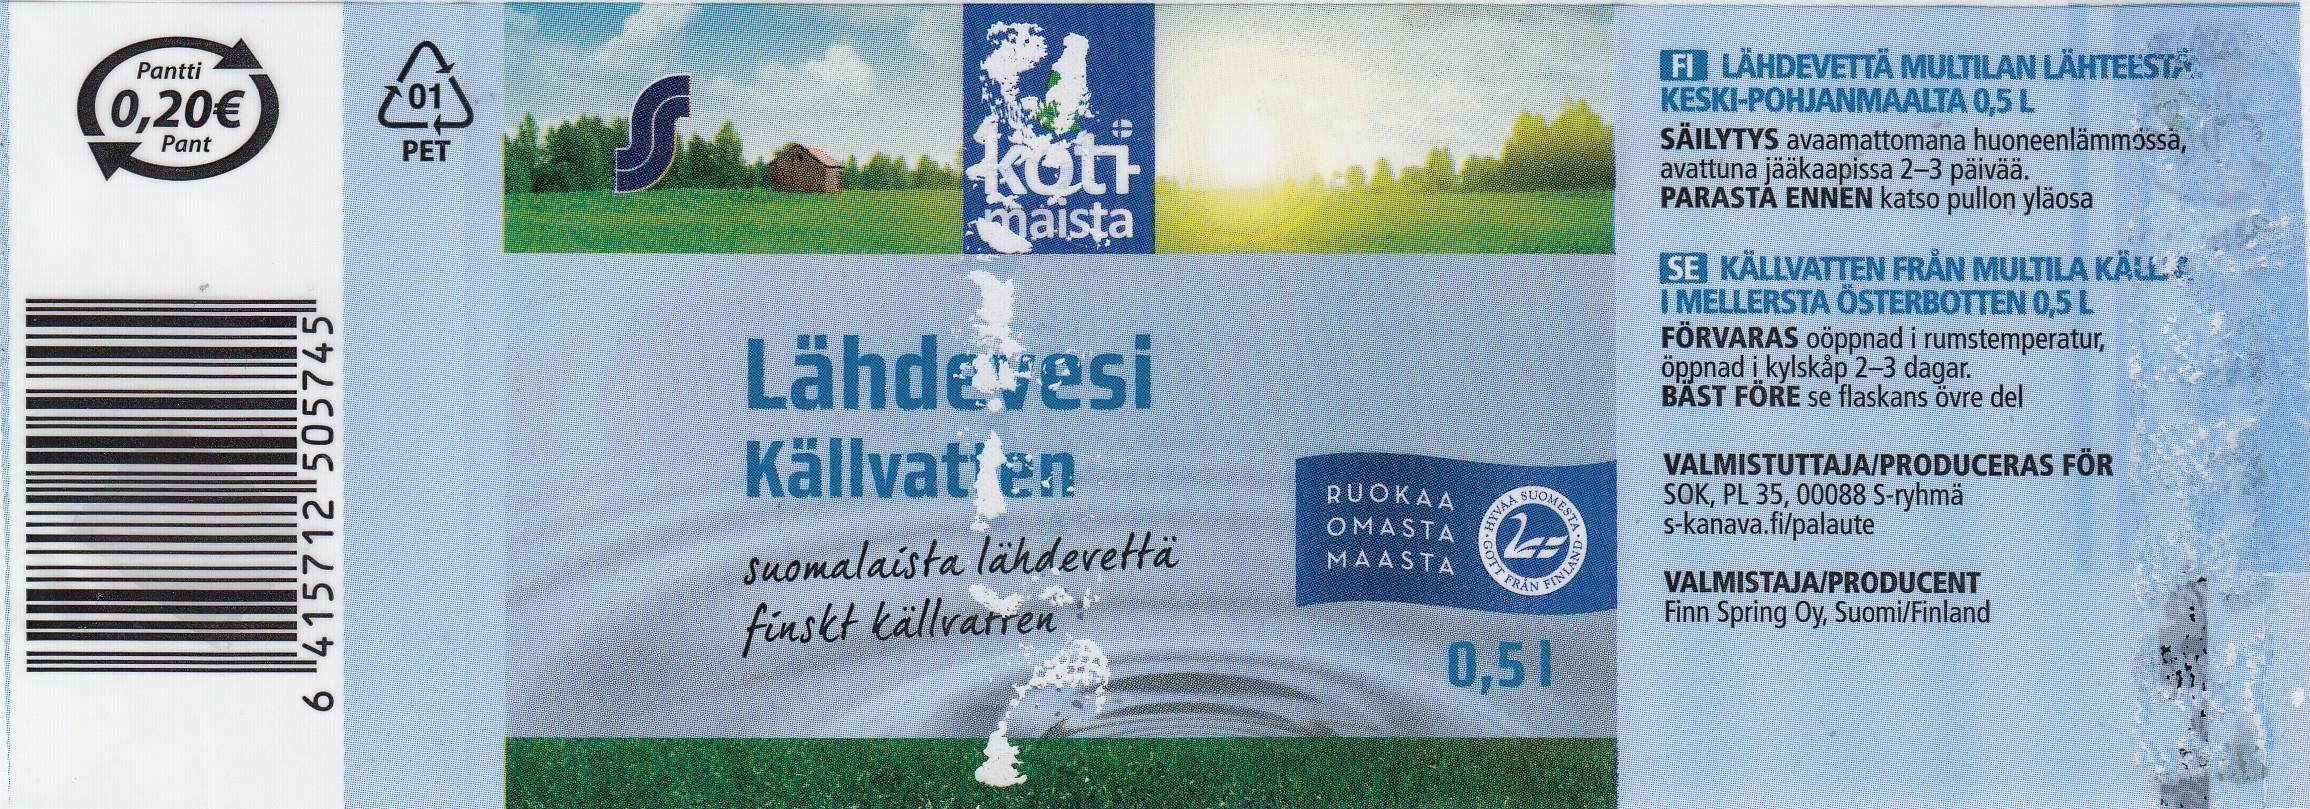 Pantti
0,20€
Pant
01
PET
6 415712 505745
koti
maista
Lähdevesi
Källvatten
suomalaista lähdevettä
finskt källvatten
RUOKAA
OMASTA
MAASTA
HYVÄÄ SUOMESTA
GOTT FRÅN FINLAND
0,5 l
FI LÄHDEVETTÄ MULTILAN LÄHTEESTÄ
KESKI-POHJANMAALTA 0,5 L
SÄILYTYS avaamattomana huoneenlämmössä,
avattuna jääkaapissa 2–3 päivää.
PARASTA ENNEN katso pullon yläosa
SE KÄLLVATTEN FRÅN MULTILA
I MELLERSTA ÖSTERBOTTEN 0,5 L
FÖRVARAS oöppnad i rumstemperatur,
öppnad i kylskåp 2–3 dagar.
BÄST FÖRE se flaskans övre del
VALMISTUTTAJA/PRODUCERAS FÖR
SOK, PL 35, 00088 S-ryhmä
s-kanava.fi/palaute
VALMISTAJA/PRODUCENT
Finn Spring Oy, Suomi/Finland